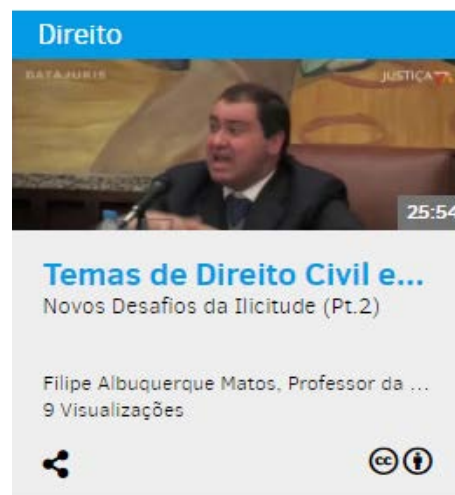 Direito
DATAJURIS
JUSTIÇA
25:54
Temas de Direito Civil e...
Novos Desafios da Ilicitude (Pt.2)
Filipe Albuquerque Matos, Professor da ...
9 Visualizações
cc